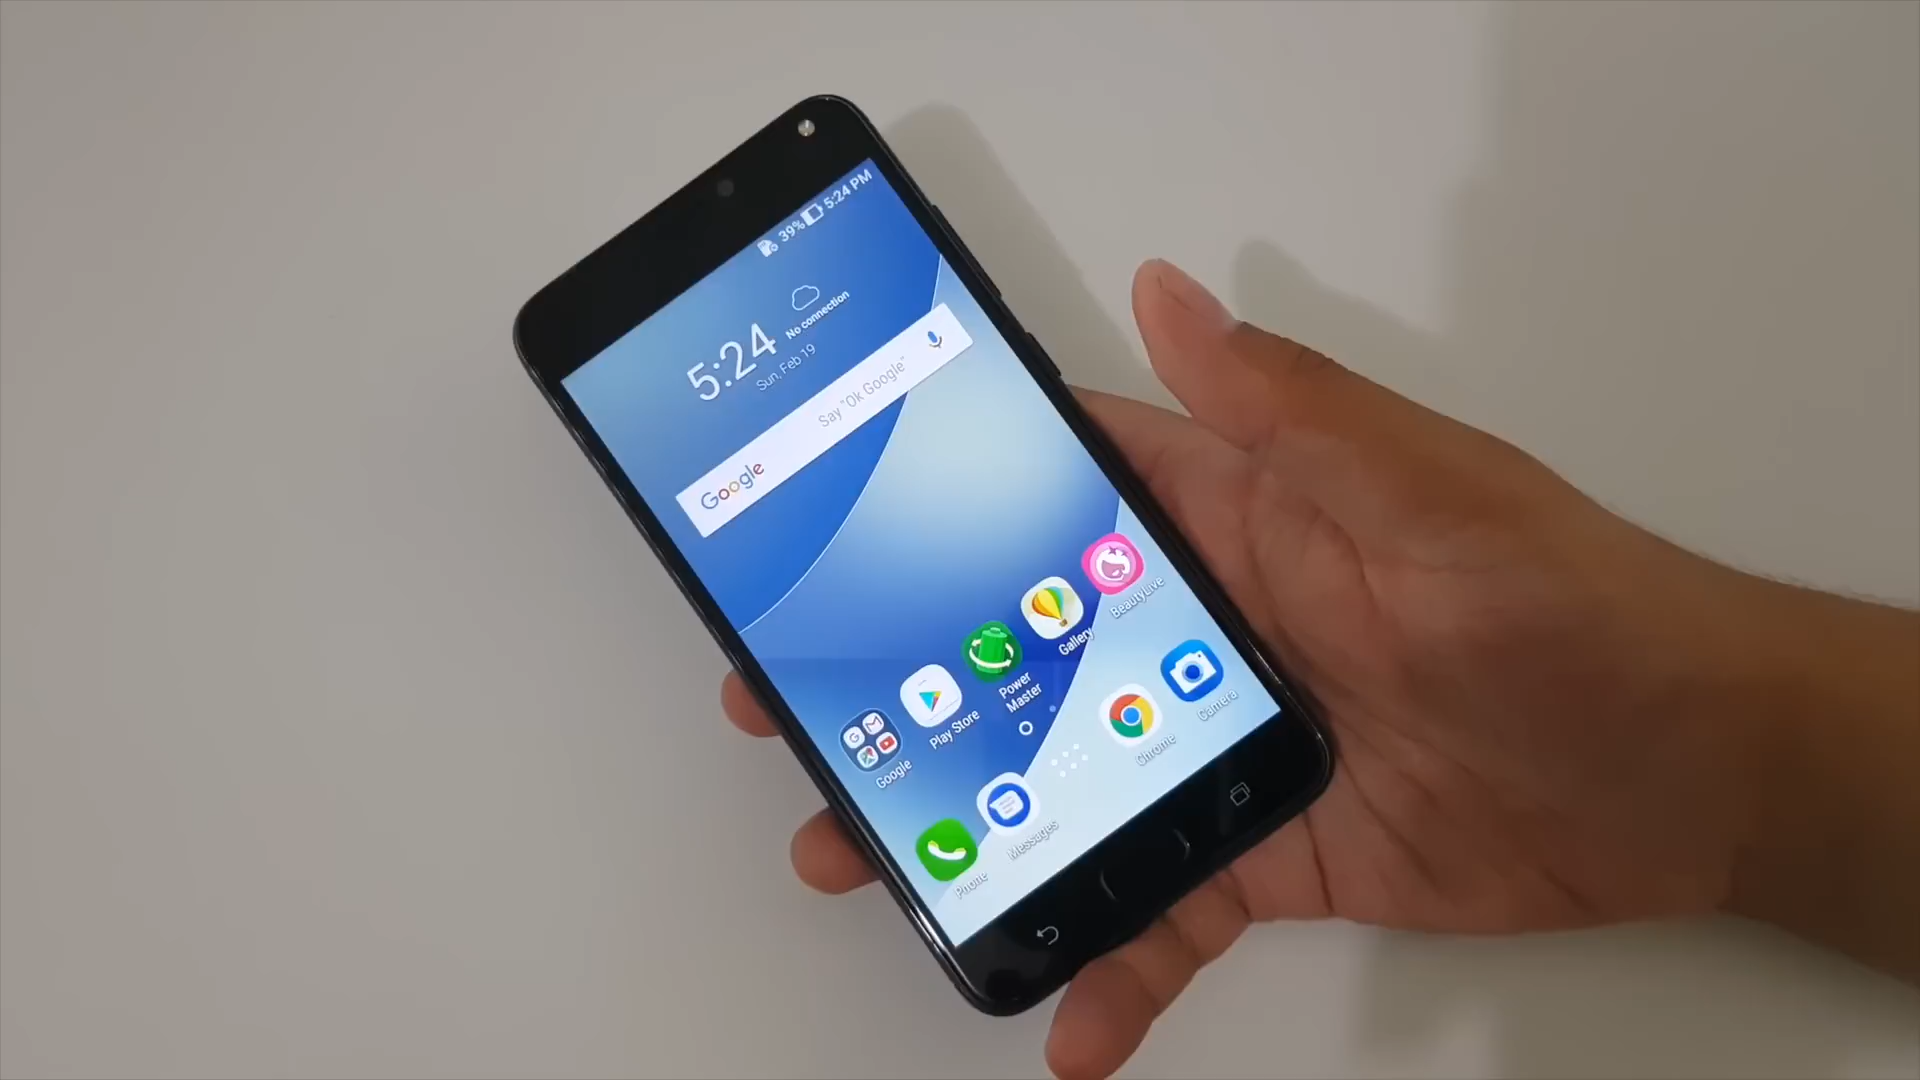 39% 5:24 PM
5:24
No connection
Sun, Feb 19
Google Say "Ok Google"
Google
Play Store
Power
Master
Gallery
BeautyLive
Phone
Messages
Chrome
Camera